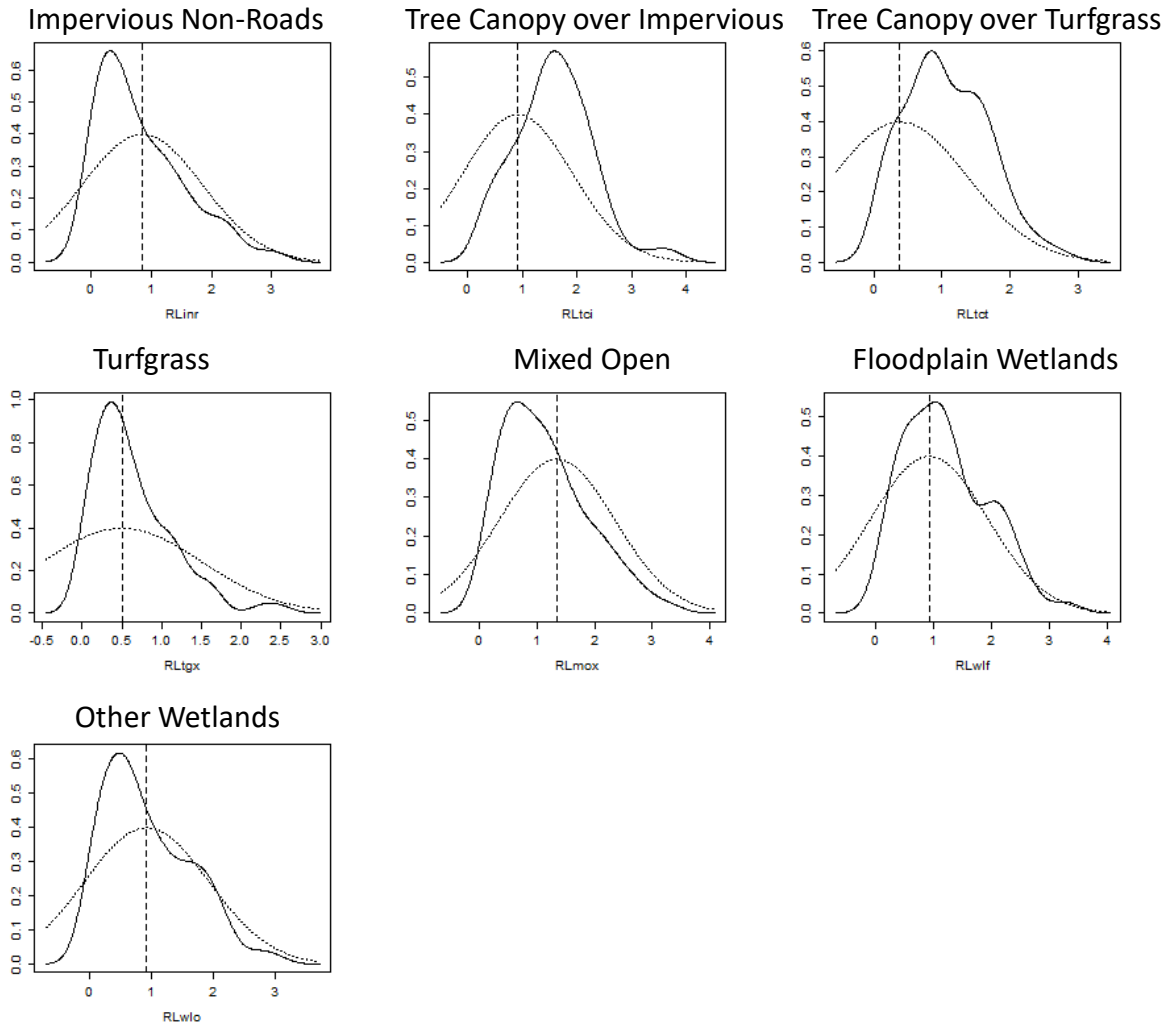 Impervious Non-Roads
Tree Canopy over Impervious
Tree Canopy over Turfgrass
0.0 0.1 0.2 0.3 0.4 0.5 0.6
0 1 2 3
RLinr
0.0 0.1 0.2 0.3 0.4 0.5
0 1 2 3 4
RLtci
0.0 0.1 0.2 0.3 0.4 0.5 0.6
0 1 2 3
RLtct
Turfgrass
Mixed Open
Floodplain Wetlands
0.0 0.2 0.4 0.6 0.8 1.0
-0.5 0.0 0.5 1.0 1.5 2.0 2.5 3.0
RLtgx
0.0 0.1 0.2 0.3 0.4 0.5
0 1 2 3 4
RLmox
0.0 0.1 0.2 0.3 0.4 0.5
0 1 2 3 4
RLwlf
Other Wetlands
0.0 0.1 0.2 0.3 0.4 0.5 0.6
0 1 2 3
RLwlo